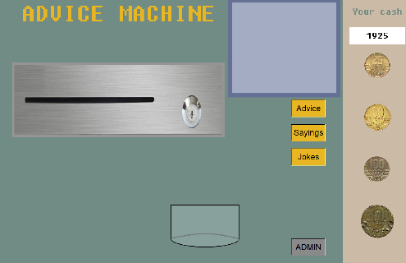 ADVICE MACHINE
Your cash
1925
Advice
Sayings
Jokes
ADMIN